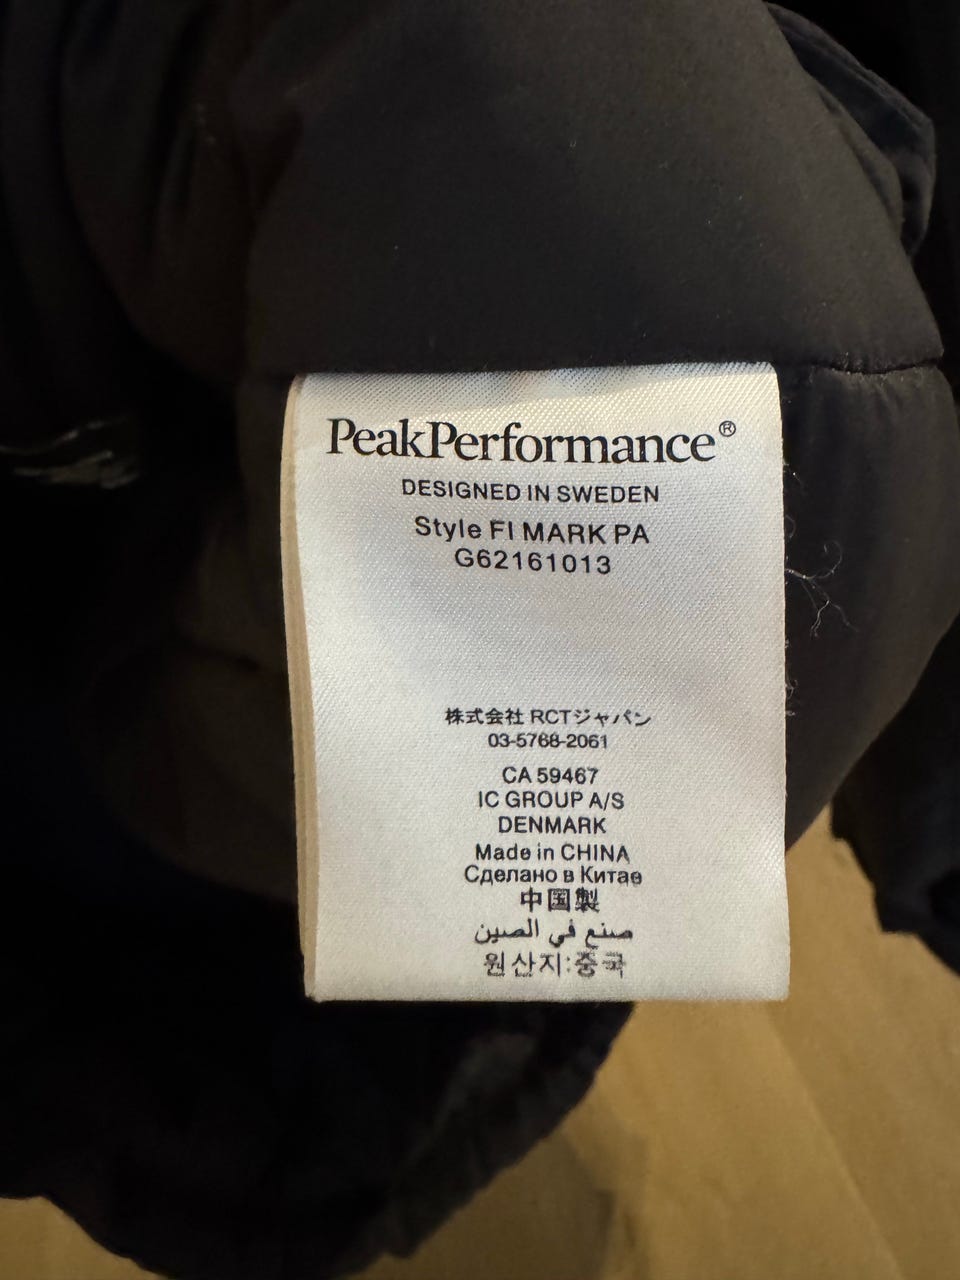 PeakPerformance®
DESIGNED IN SWEDEN
Style FI MARK PA
G62161013
株式会社 RCTジャパン
03-5768-2061
CA 59467
IC GROUP A/S
DENMARK
Made in CHINA
Сделано в Китае
中国製
صنع في الصين
원산지:중국